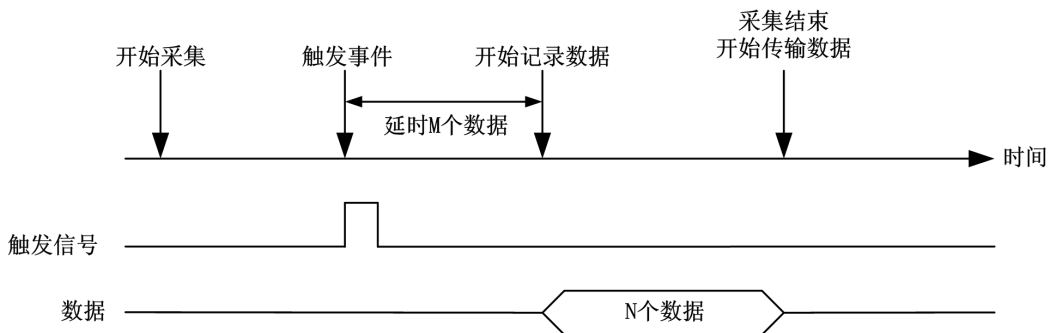 采集结束
开始采集
触发事件
开始记录数据
开始传输数据
延时M个数据
时间
触发信号
数据
N个数据